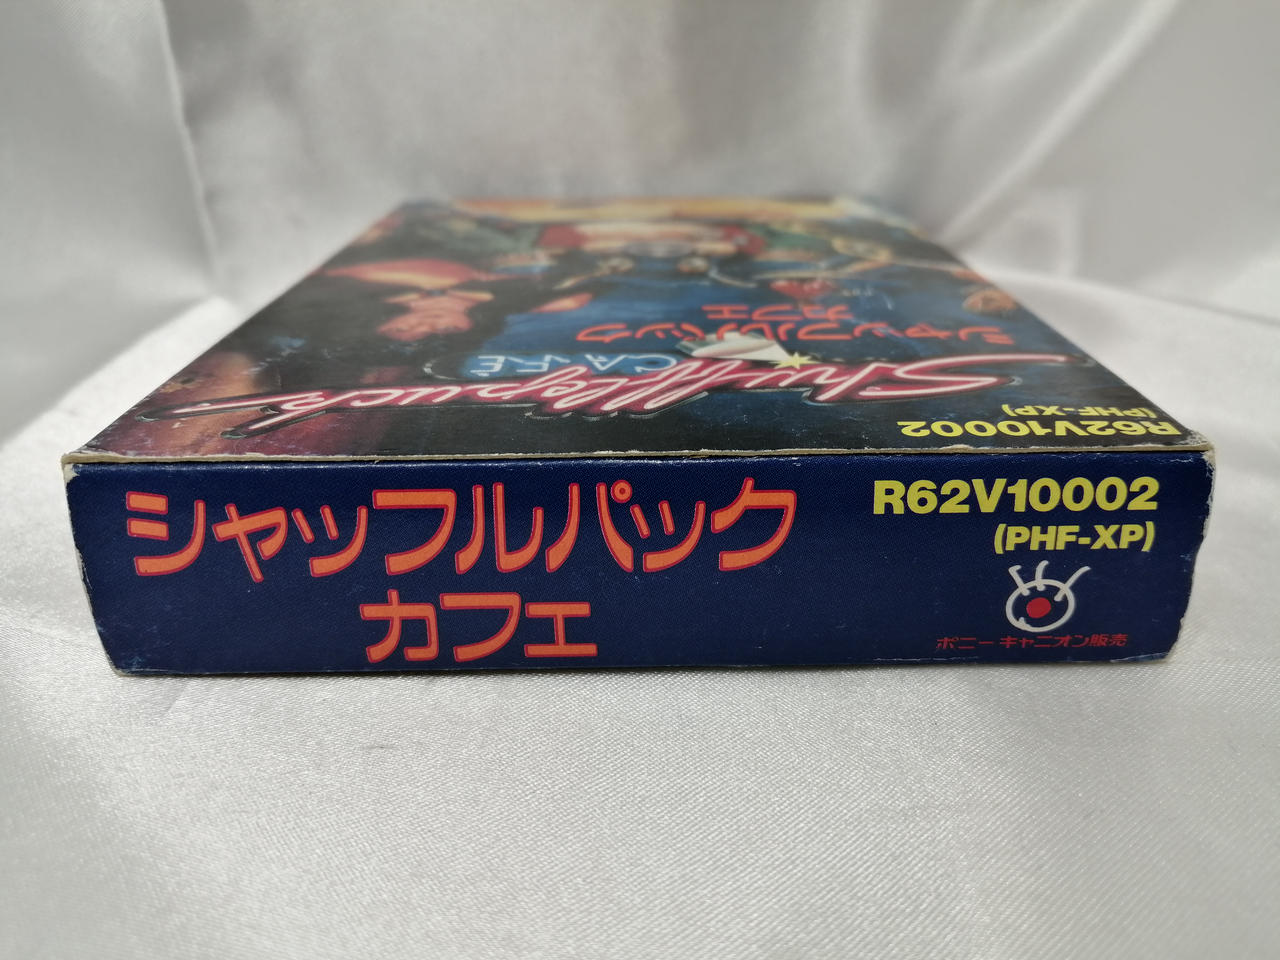 シャッフルパック
カフェ
R62V10002
(PHF-XP)
ポニーキャニオン販売
R62V10002
(PHF-XP)
Shufflepuck
CAFE
シャッフルパック
カフェ